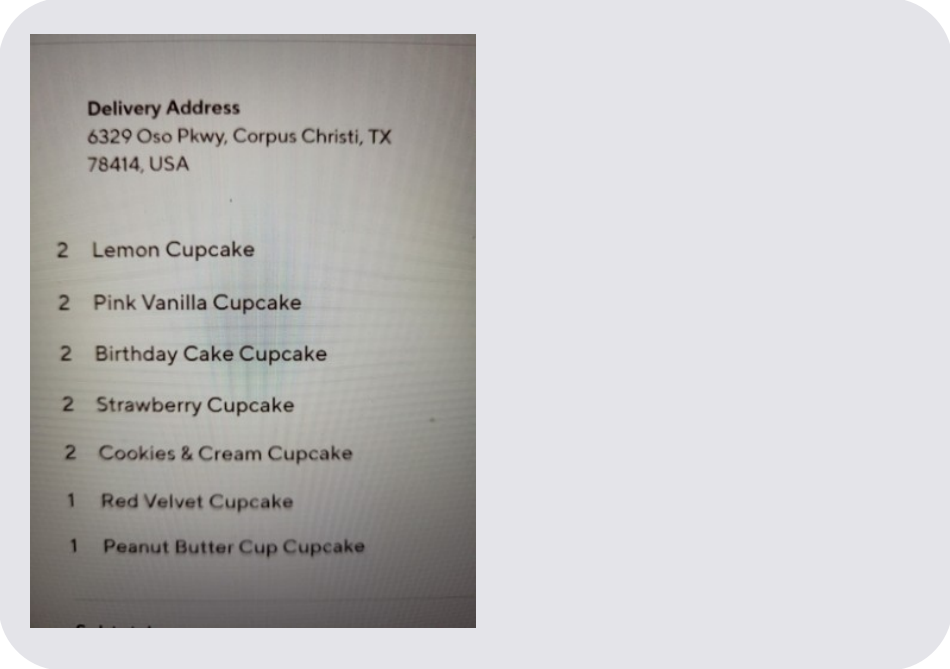 Delivery Address
6329 Oso Pkwy, Corpus Christi, TX
78414, USA
2 Lemon Cupcake
2 Pink Vanilla Cupcake
2 Birthday Cake Cupcake
2 Strawberry Cupcake
2 Cookies & Cream Cupcake
1 Red Velvet Cupcake
1 Peanut Butter Cup Cupcake